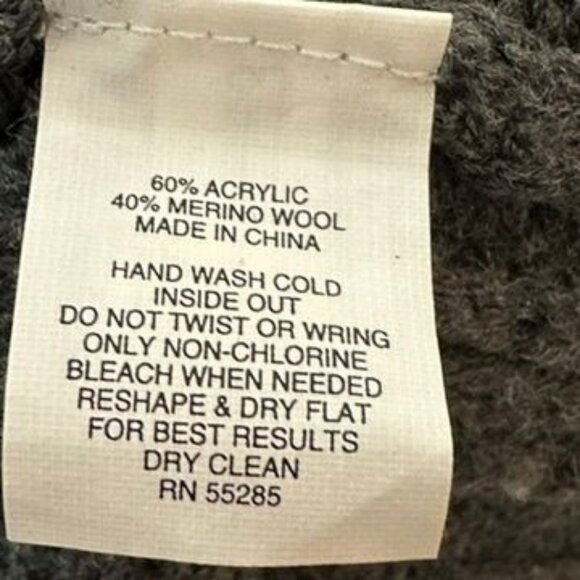 60% ACRYLIC
40% MERINO WOOL
MADE IN CHINA
HAND WASH COLD
INSIDE OUT
DO NOT TWIST OR WRING
ONLY NON-CHLORINE
BLEACH WHEN NEEDED
RESHAPE & DRY FLAT
FOR BEST RESULTS
DRY CLEAN
RN 55285